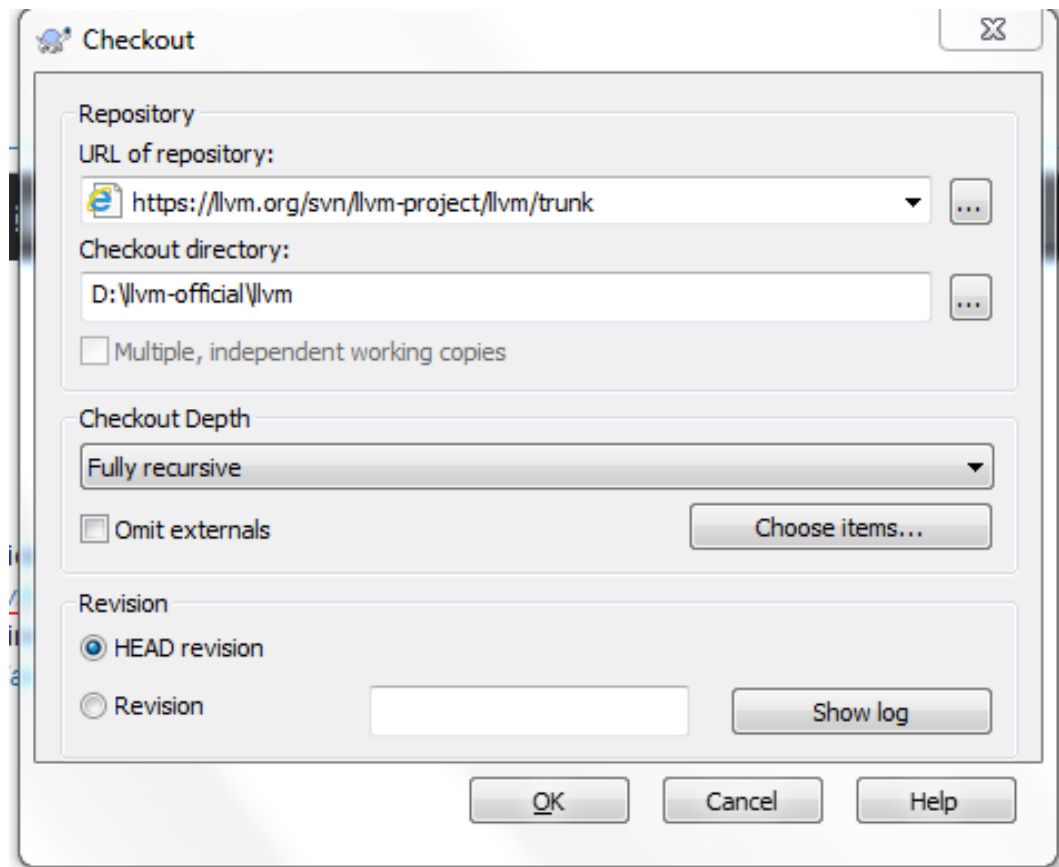 Checkout
Repository
URL of repository:
https://llvm.org/svn/llvm-project/llvm/trunk
...
Checkout directory:
D:\llvm-official\llvm
...
Multiple, independent working copies
Checkout Depth
Fully recursive
Omit externals
Choose items...
Revision
HEAD revision
Revision
Show log
OK
Cancel
Help